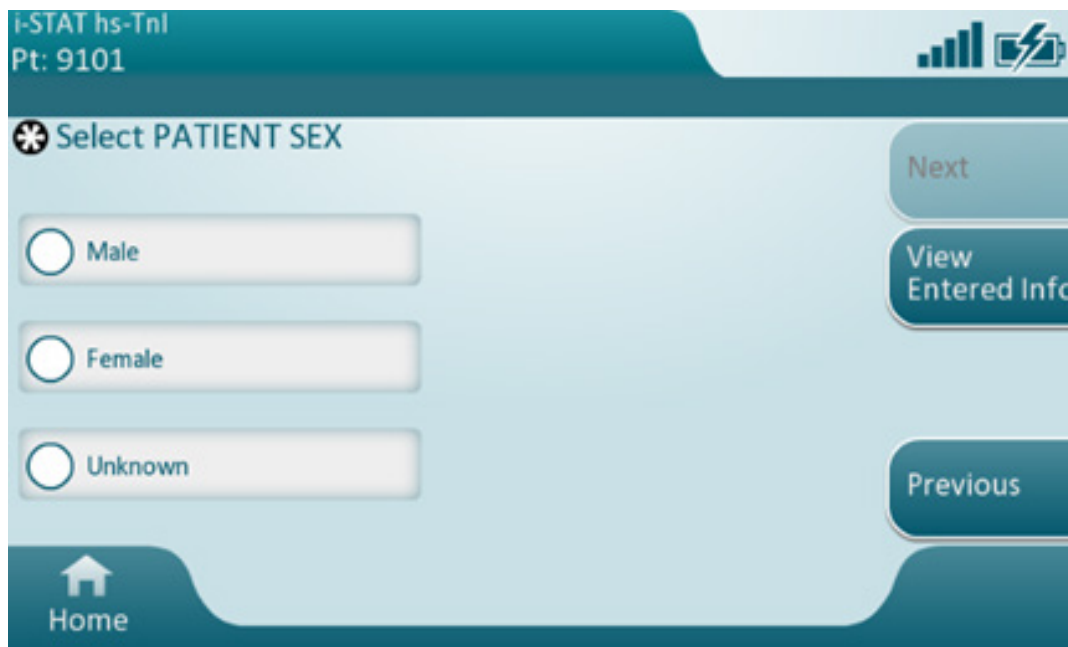 i-STAT hs-TnI
Pt: 9101
Select PATIENT SEX
Male
Female
Unknown
Next
View
Entered Info
Previous
Home